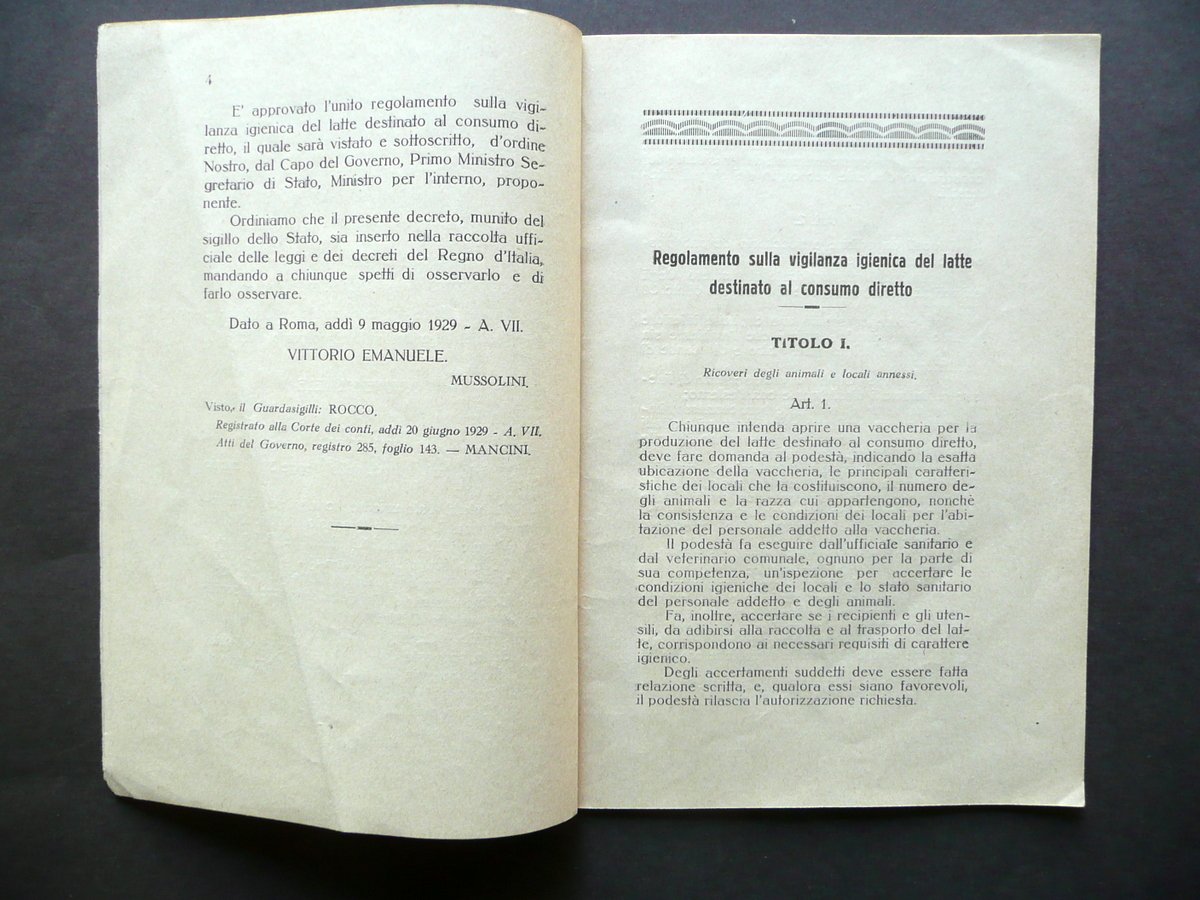 4
E' approvato l'unito regolamento sulla vigi-
lanza igienica del latte destinato al consumo di-
retto, il quale sarà vistato e sottoscritto, d'ordine
Nostro, dal Capo del Governo, Primo Ministro Se-
gretario di Stato, Ministro per l'interno, propo-
nente.
Ordiniamo che il presente decreto, munito del
sigillo dello Stato, sia inserto nella raccolta uffi-
ciale delle leggi e dei decreti del Regno d'Italia,
mandando a chiunque spetti di osservarlo e di
farlo osservare.
Dato a Roma, addì 9 maggio 1929 - A. VII.
VITTORIO EMANUELE.
MUSSOLINI.
Visto, il Guardasigilli: ROCCO.
Registrato alla Corte dei conti, addì 20 giugno 1929 - A. VII.
Atti del Governo, registro 285, foglio 143. — MANCINI.
Regolamento sulla vigilanza igienica del latte
destinato al consumo diretto
TITOLO I.
Ricoveri degli animali e locali annessi.
Art. 1.
Chiunque intenda aprire una vaccheria per la
produzione del latte destinato al consumo diretto,
deve fare domanda al podestà, indicando la esatta
ubicazione della vaccheria, le principali caratteri-
stiche dei locali che la costituiscono, il numero de-
gli animali e la razza cui appartengono, nonchè
la consistenza e le condizioni dei locali per l'abi-
tazione del personale addetto alla vaccheria.
Il podestà fa eseguire dall'ufficiale sanitario e
dal veterinario comunale, ognuno per la parte di
sua competenza, un'ispezione per accertare le
condizioni igieniche dei locali e lo stato sanitario
del personale addetto e degli animali.
Fa, inoltre, accertare se i recipienti e gli uten-
sili, da adibirsi alla raccolta e al trasporto del lat-
te, corrispondono ai necessari requisiti di carattere
igienico.
Degli accertamenti suddetti deve essere fatta
relazione scritta, e, qualora essi siano favorevoli,
il podestà rilascia l'autorizzazione richiesta.